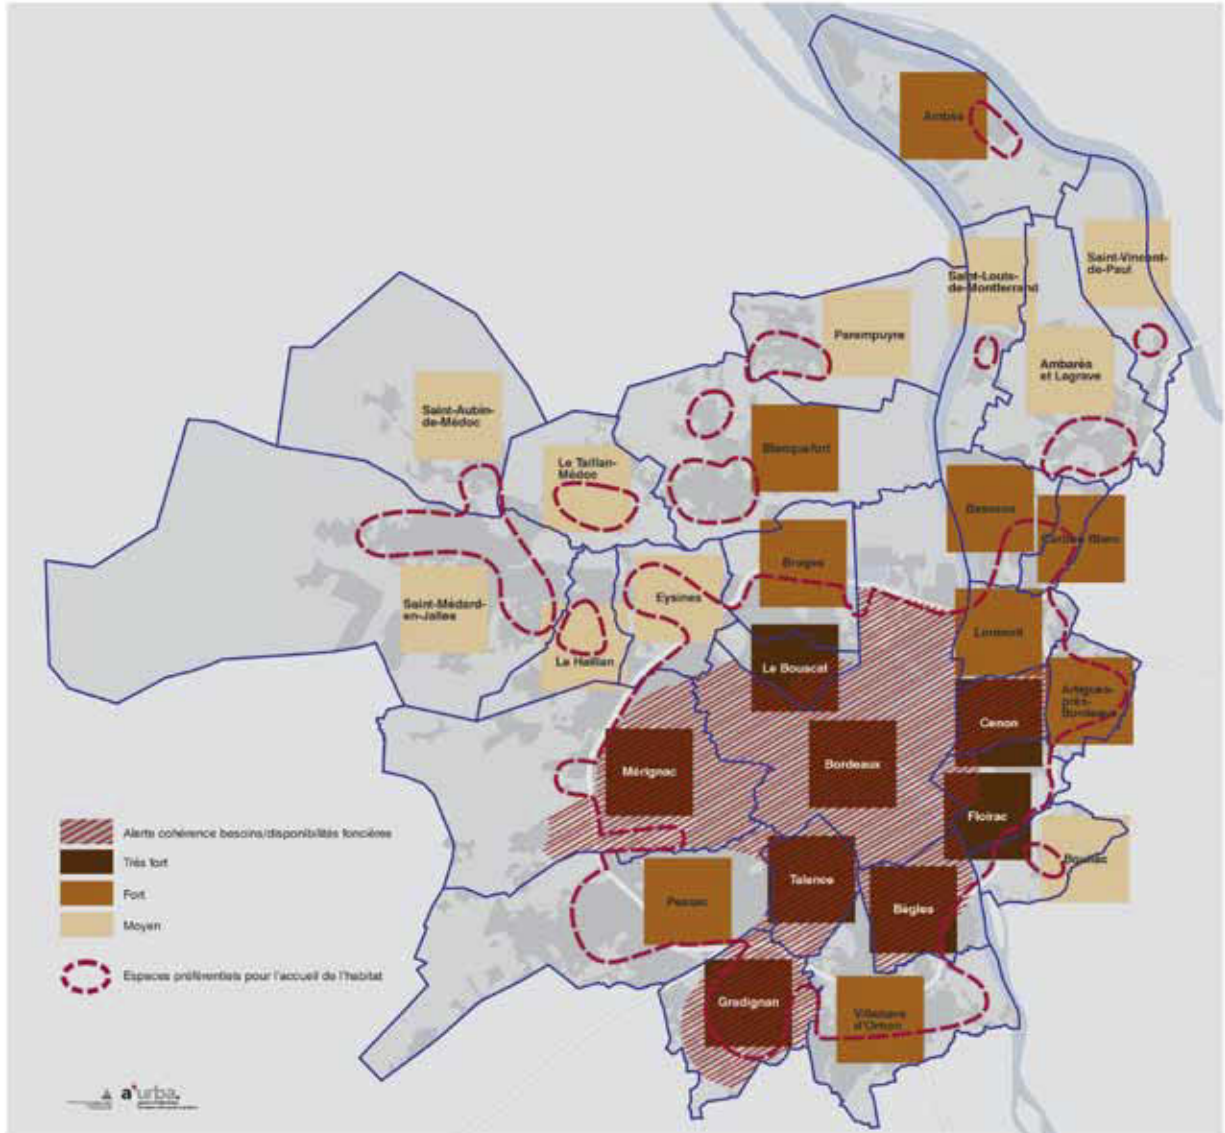 Ambès
Saint-Vincent-
de-Paul
Saint-Louis-
de-Montferrand
Parempuyre
Ambarès
et Lagrave
Saint-Aubin-
de-Médoc
Blanquefort
Le Taillan-
Médoc
Bassens
Carbon Blanc
Bruges
Eysines
Saint-Médard-
en-Jalles
Lormont
Le Haillan
Le Bouscat
Artigues-
près-
Bordeaux
Cenon
Mérignac
Bordeaux
Floirac
Bouliac
Talence
Pessac
Bègles
Gradignan
Villenave
d'Ornon
Alerte cohérence besoins/disponibilités foncières
Très fort
Fort
Moyen
Espaces préférentiels pour l'accueil de l'habitat
a'urba.